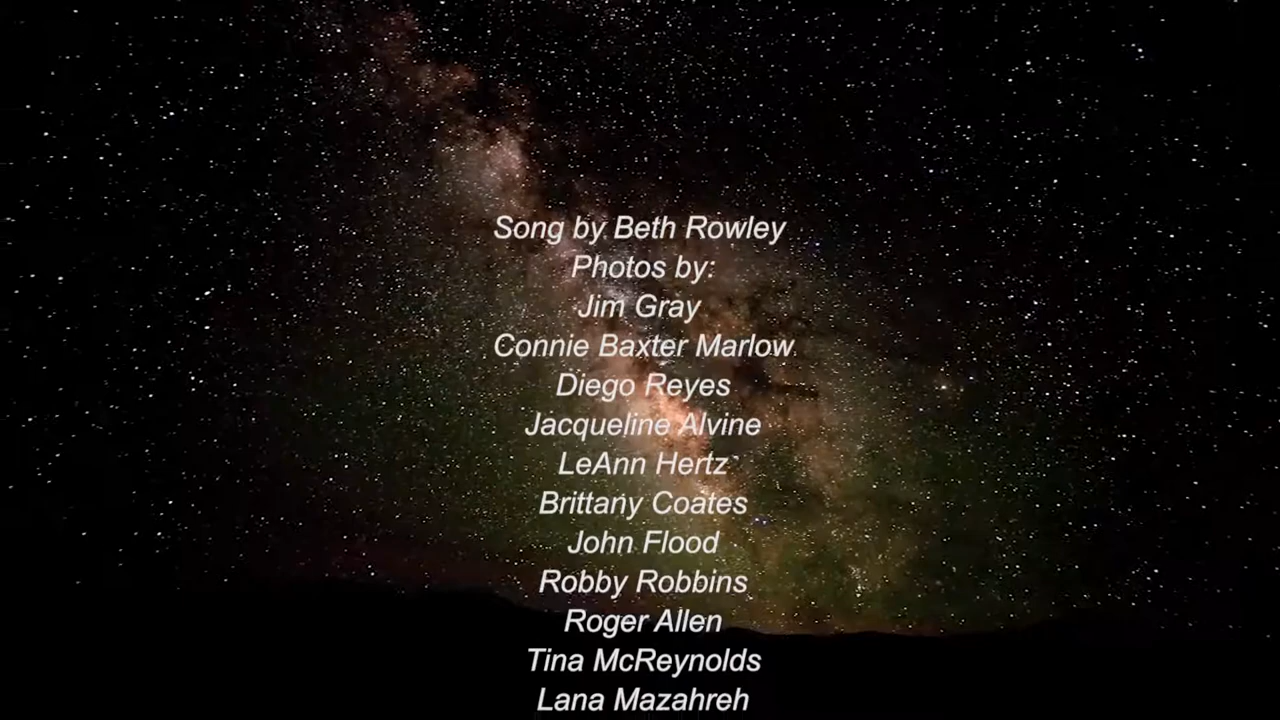 Song by Beth Rowley
Photos by:
Jim Gray
Connie Baxter Marlow
Diego Reyes
Jacqueline Alvine
LeAnn Hertz
Brittany Coates
John Flood
Robby Robbins
Roger Allen
Tina McReynolds
Lana Mazahreh